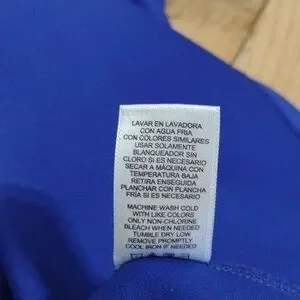 LAVAR EN LAVADORA
CON AGUA FRIA
CON COLORES SIMILARES
USAR SOLAMENTE
BLANQUEADOR SIN
CLORO SI ES NECESARIO
SECAR A MÁQUINA CON
TEMPERATURA BAJA
RETIRA ENSEGUIDA
PLANCHAR CON PLANCHA
FRÍA SI ES NECESARIO
MACHINE WASH COLD
WITH LIKE COLORS
ONLY NON-CHLORINE
BLEACH WHEN NEEDED
TUMBLE DRY LOW
REMOVE PROMPTLY
COOL IRON IF NEEDED